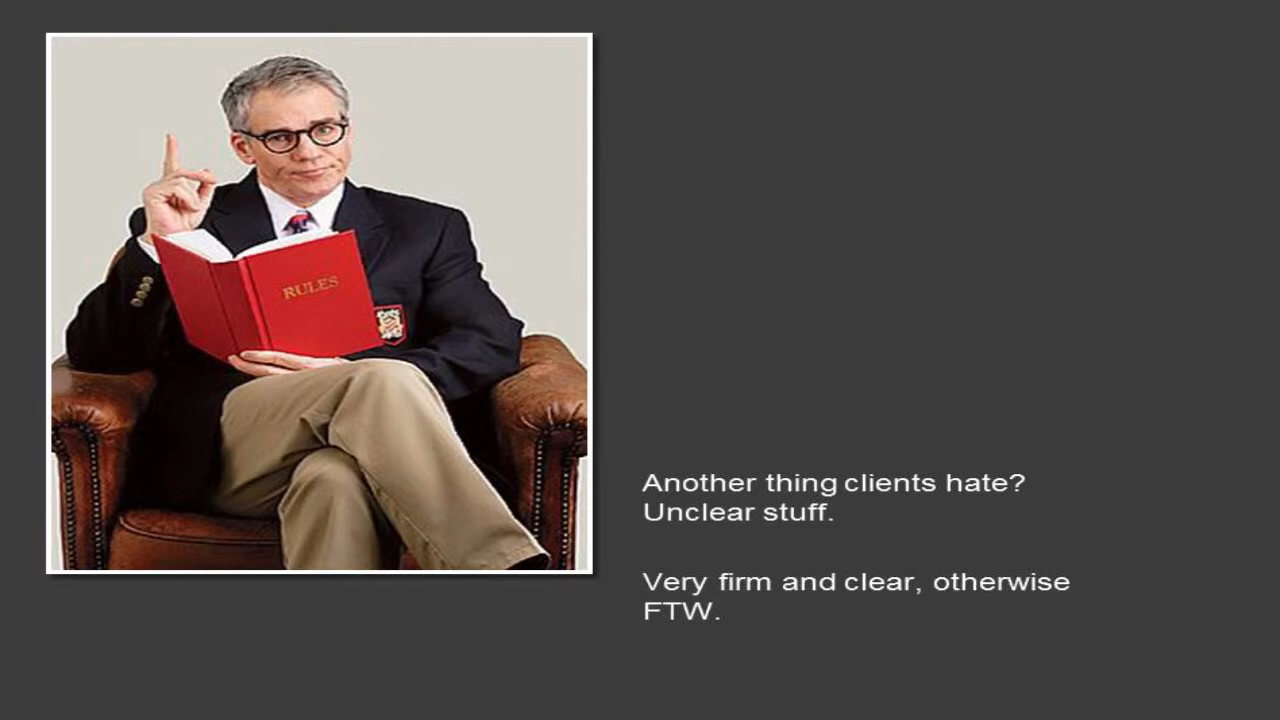 RULES
Another thing clients hate?
Unclear stuff.
Very firm and clear, otherwise
FTW.